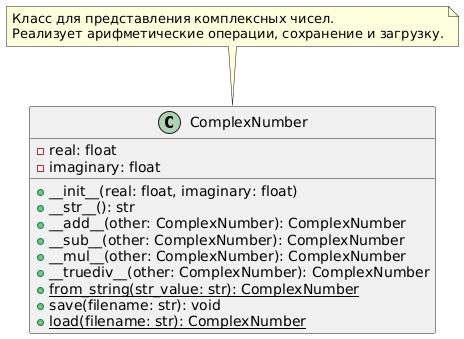 Класс для представления комплексных чисел.
Реализует арифметические операции, сохранение и загрузку.
C ComplexNumber
real: float
imaginary: float
__init__(real: float, imaginary: float)
__str__(): str
__add__(other: ComplexNumber): ComplexNumber
__sub__(other: ComplexNumber): ComplexNumber
__mul__(other: ComplexNumber): ComplexNumber
__truediv__(other: ComplexNumber): ComplexNumber
from_string(str_value: str): ComplexNumber
save(filename: str): void
load(filename: str): ComplexNumber